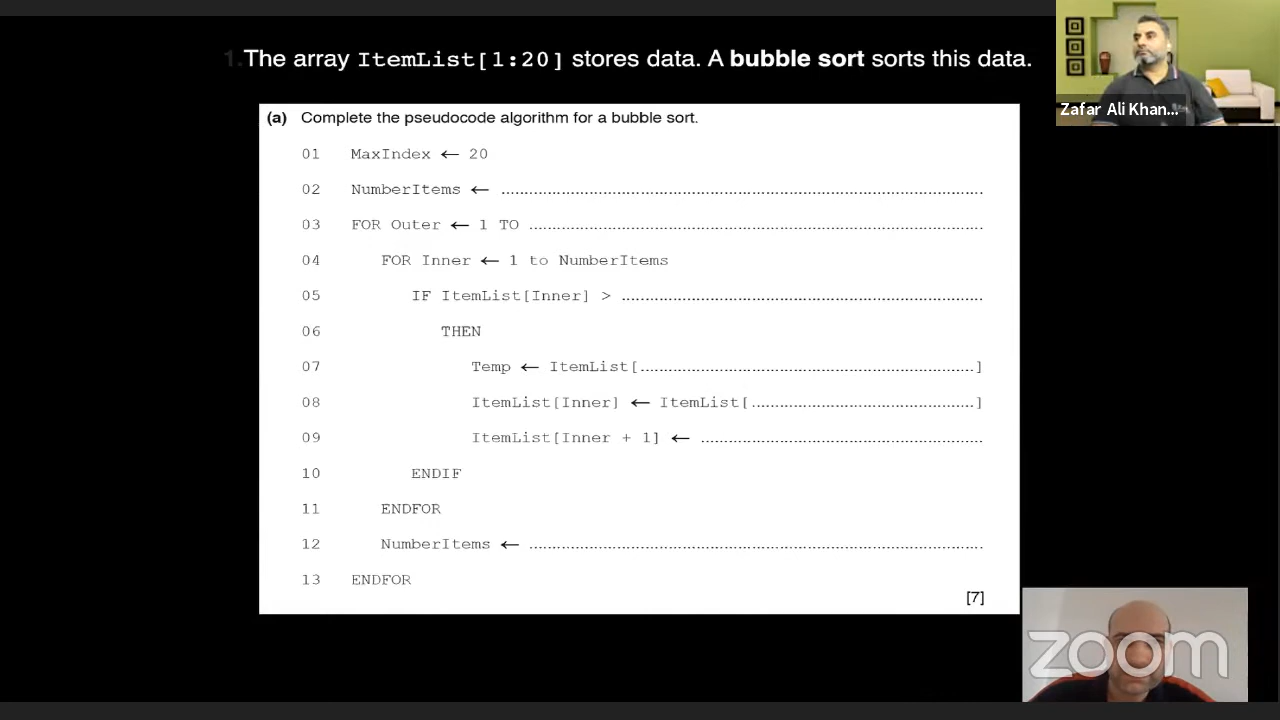 1.The array ItemList[1:20] stores data. A bubble sort sorts this data.
Zafar Ali Khan...
(a) Complete the pseudocode algorithm for a bubble sort.
01 MaxIndex ← 20
02 NumberItems ← ........................................
03 FOR Outer ← 1 TO ........................................
04 FOR Inner ← 1 to NumberItems
05 IF ItemList[Inner] > ........................................
06 THEN
07 Temp ← ItemList[........................................]
08 ItemList[Inner] ← ItemList[........................................]
09 ItemList[Inner + 1] ← ........................................
10 ENDIF
11 ENDFOR
12 NumberItems ← ........................................
13 ENDFOR
[7]
zoom